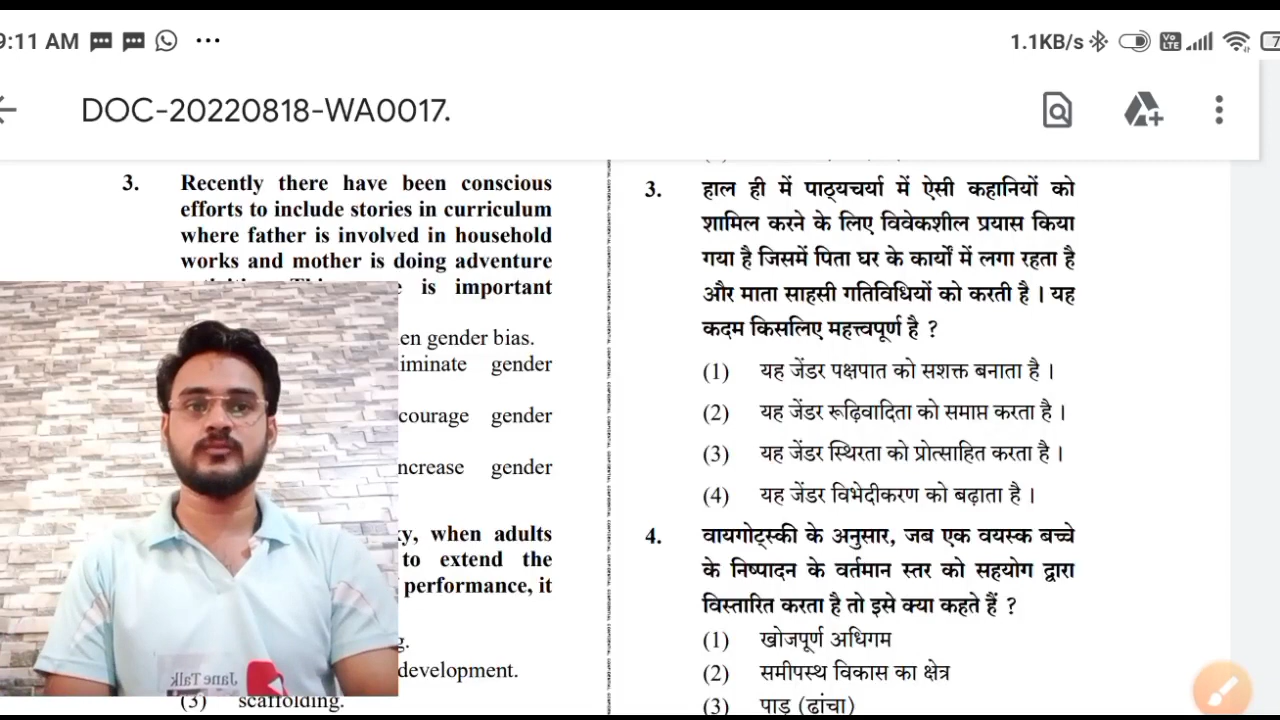 9:11 AM
1.1KB/s
DOC-20220818-WA0017.
3. Recently there have been conscious
efforts to include stories in curriculum
where father is involved in household
works and mother is doing adventure
is important
gender bias.
gender
gender
gender
when adults
to extend the
performance, it
development.
(3) scaffolding.
3. हाल ही में पाठ्यचर्या में ऐसी कहानियों को
शामिल करने के लिए विवेकशील प्रयास किया
गया है जिसमें पिता घर के कार्यों में लगा रहता है
और माता साहसी गतिविधियों को करती है । यह
कदम किसलिए महत्त्वपूर्ण है ?
(1) यह जेंडर पक्षपात को सशक्त बनाता है ।
(2) यह जेंडर रूढ़िवादिता को समाप्त करता है ।
(3) यह जेंडर स्थिरता को प्रोत्साहित करता है ।
(4) यह जेंडर विभेदीकरण को बढ़ाता है ।
4. वायगोट्स्की के अनुसार, जब एक वयस्क बच्चे
के निष्पादन के वर्तमान स्तर को सहयोग द्वारा
विस्तारित करता है तो इसे क्या कहते हैं ?
(1) खोजपूर्ण अधिगम
(2) समीपस्थ विकास का क्षेत्र
(3) पाड़ (ढांचा)